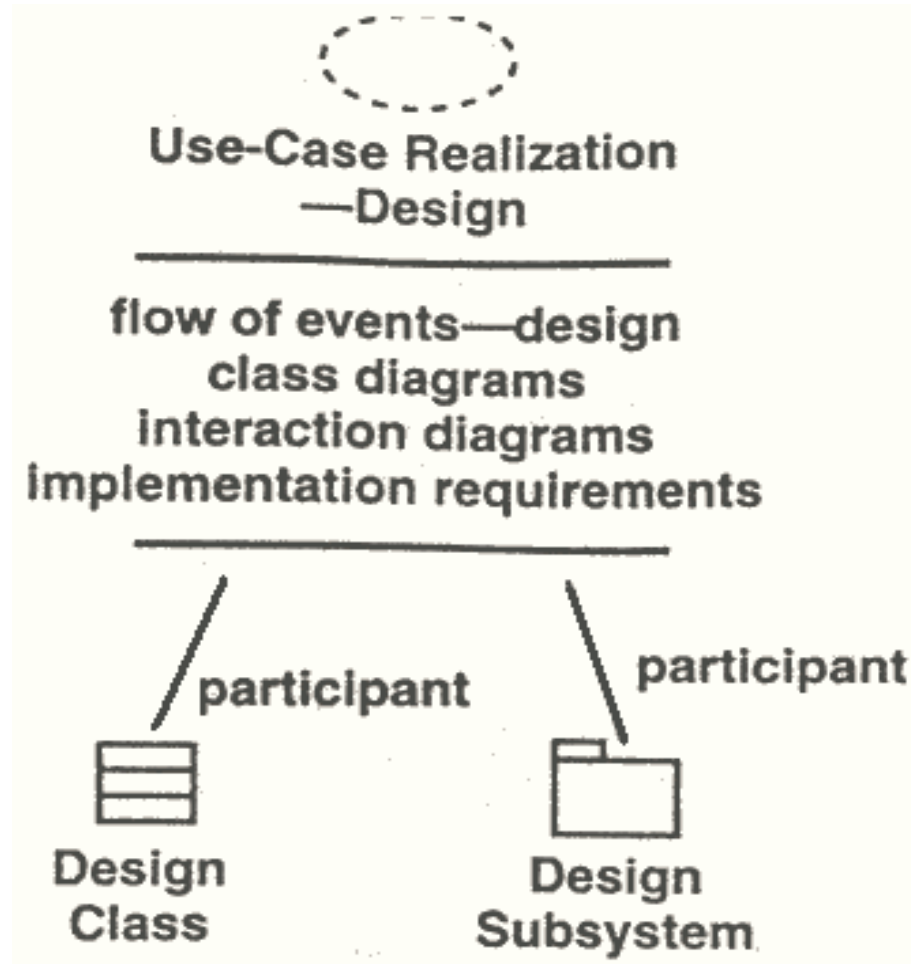 Use-Case Realization
—Design
flow of events—design
class diagrams
interaction diagrams
implementation requirements
participant
participant
Design
Class
Design
Subsystem